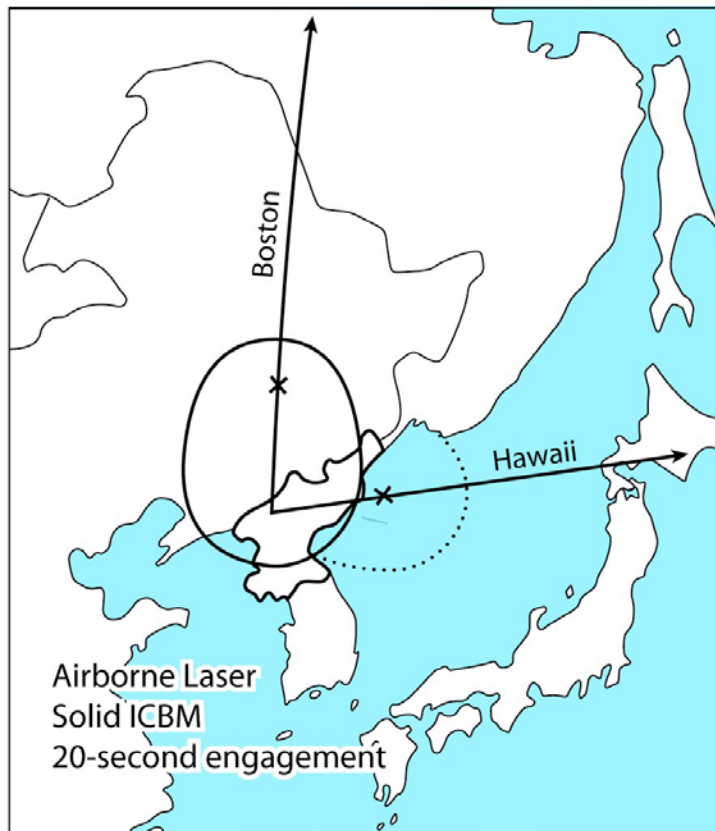 Boston
Hawaii
Airborne Laser
Solid ICBM
20-second engagement